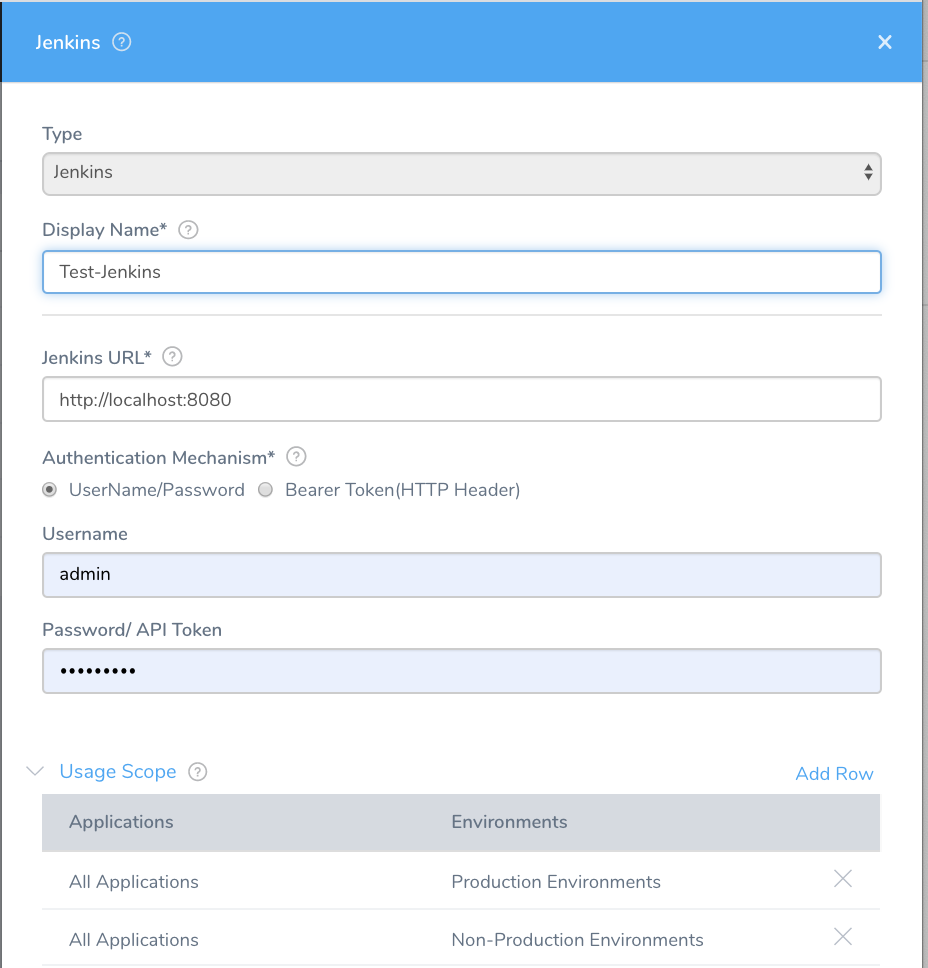 Jenkins ?
Type
Jenkins
Display Name* ?
Test-Jenkins
Jenkins URL* ?
http://localhost:8080
Authentication Mechanism* ?
UserName/Password Bearer Token(HTTP Header)
Username
admin
Password/ API Token
•••••••••
Usage Scope ? Add Row
Applications Environments
All Applications Production Environments
All Applications Non-Production Environments